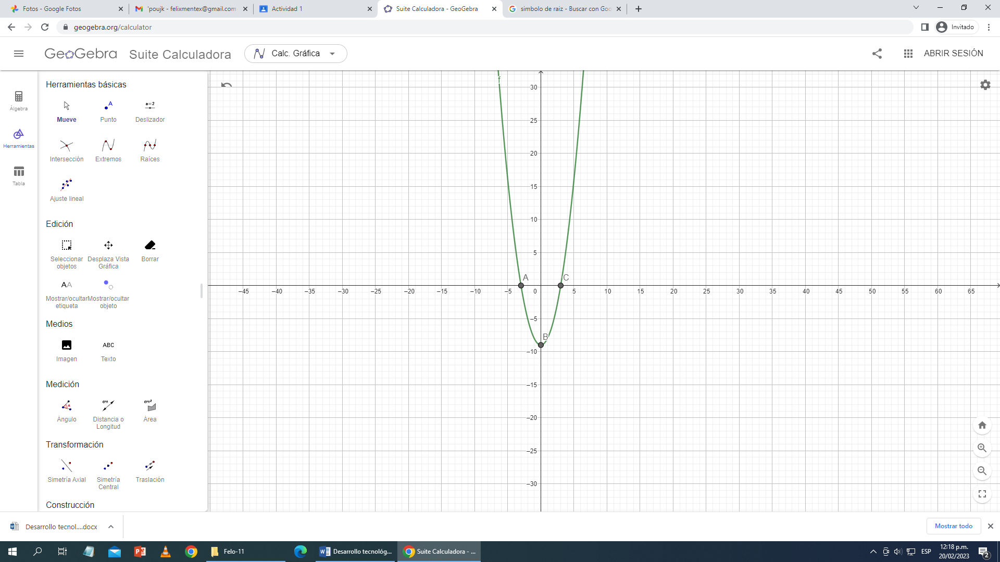 Fotos - Google Fotos
'poujk - felixmentex@gmail.com
Actividad 1
Suite Calculadora - GeoGebra
simbolo de raiz - Buscar con Goo
geogebra.org/calculator
Invitado
GeoGebra
Suite Calculadora
Calc. Gráfica
ABRIR SESIÓN
Álgebra
Herramientas
Tabla
Herramientas básicas
A
a=2
Mueve
Punto
Deslizador
Intersección
Extremos
Raíces
Ajuste lineal
Edición
Seleccionar objetos
Desplaza Vista Gráfica
Borrar
AA
Mostrar/ocultar etiqueta
Mostrar/ocultar objeto
Medios
ABC
Imagen
Texto
Medición
cm
cm²
Ángulo
Distancia o Longitud
Área
Transformación
Simetría Axial
Simetría Central
Traslación
Construcción
f
30
25
20
15
10
5
A
C
−45 −40 −35 −30 −25 −20 −15 −10 −5 0 5 10 15 20 25 30 35 40 45 50 55 60 65
−5
B
−10
−15
−20
−25
−30
Desarrollo tecnol....docx
Mostrar todo
Felo-11
Desarrollo tecnológ...
Suite Calculadora - ...
ESP
12:18 p.m.
20/02/2023
2